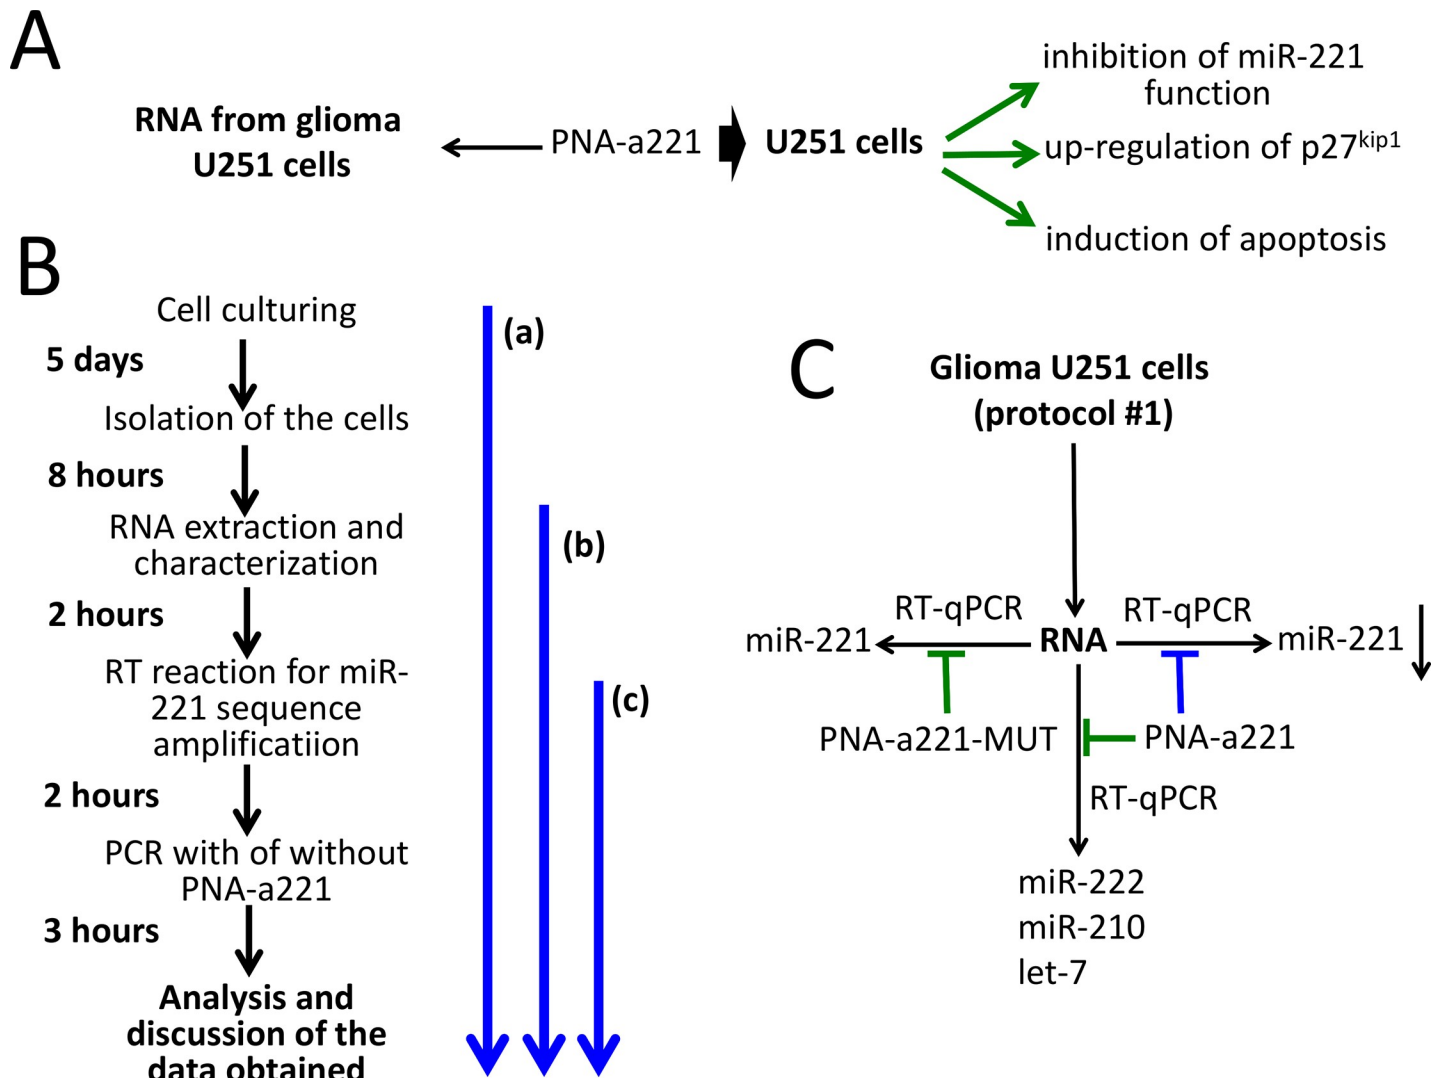 A
RNA from glioma
U251 cells
PNA-a221
U251 cells
inhibition of miR-221
function
up-regulation of p27kip1
induction of apoptosis
B
Cell culturing
5 days
Isolation of the cells
8 hours
RNA extraction and
characterization
2 hours
RT reaction for miR-
221 sequence
amplificatiion
2 hours
PCR with of without
PNA-a221
3 hours
Analysis and
discussion of the
data obtained
(a)
(b)
(c)
C
Glioma U251 cells
(protocol #1)
RT-qPCR
RT-qPCR
miR-221
RNA
miR-221
PNA-a221-MUT
PNA-a221
RT-qPCR
miR-222
miR-210
let-7